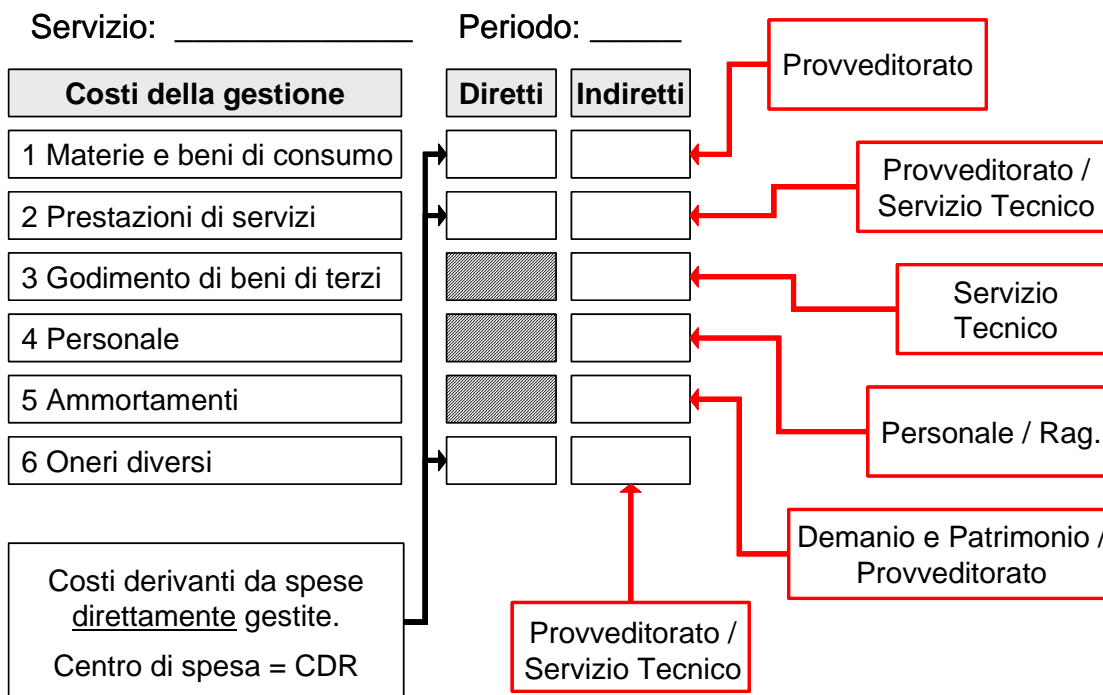 Servizio: ______________ Periodo: _____
Provveditorato
Costi della gestione
Diretti
Indiretti
1 Materie e beni di consumo
Provveditorato /
Servizio Tecnico
2 Prestazioni di servizi
3 Godimento di beni di terzi
Servizio
Tecnico
4 Personale
5 Ammortamenti
Personale / Rag.
6 Oneri diversi
Demanio e Patrimonio /
Provveditorato
Costi derivanti da spese
direttamente gestite.
Centro di spesa = CDR
Provveditorato /
Servizio Tecnico